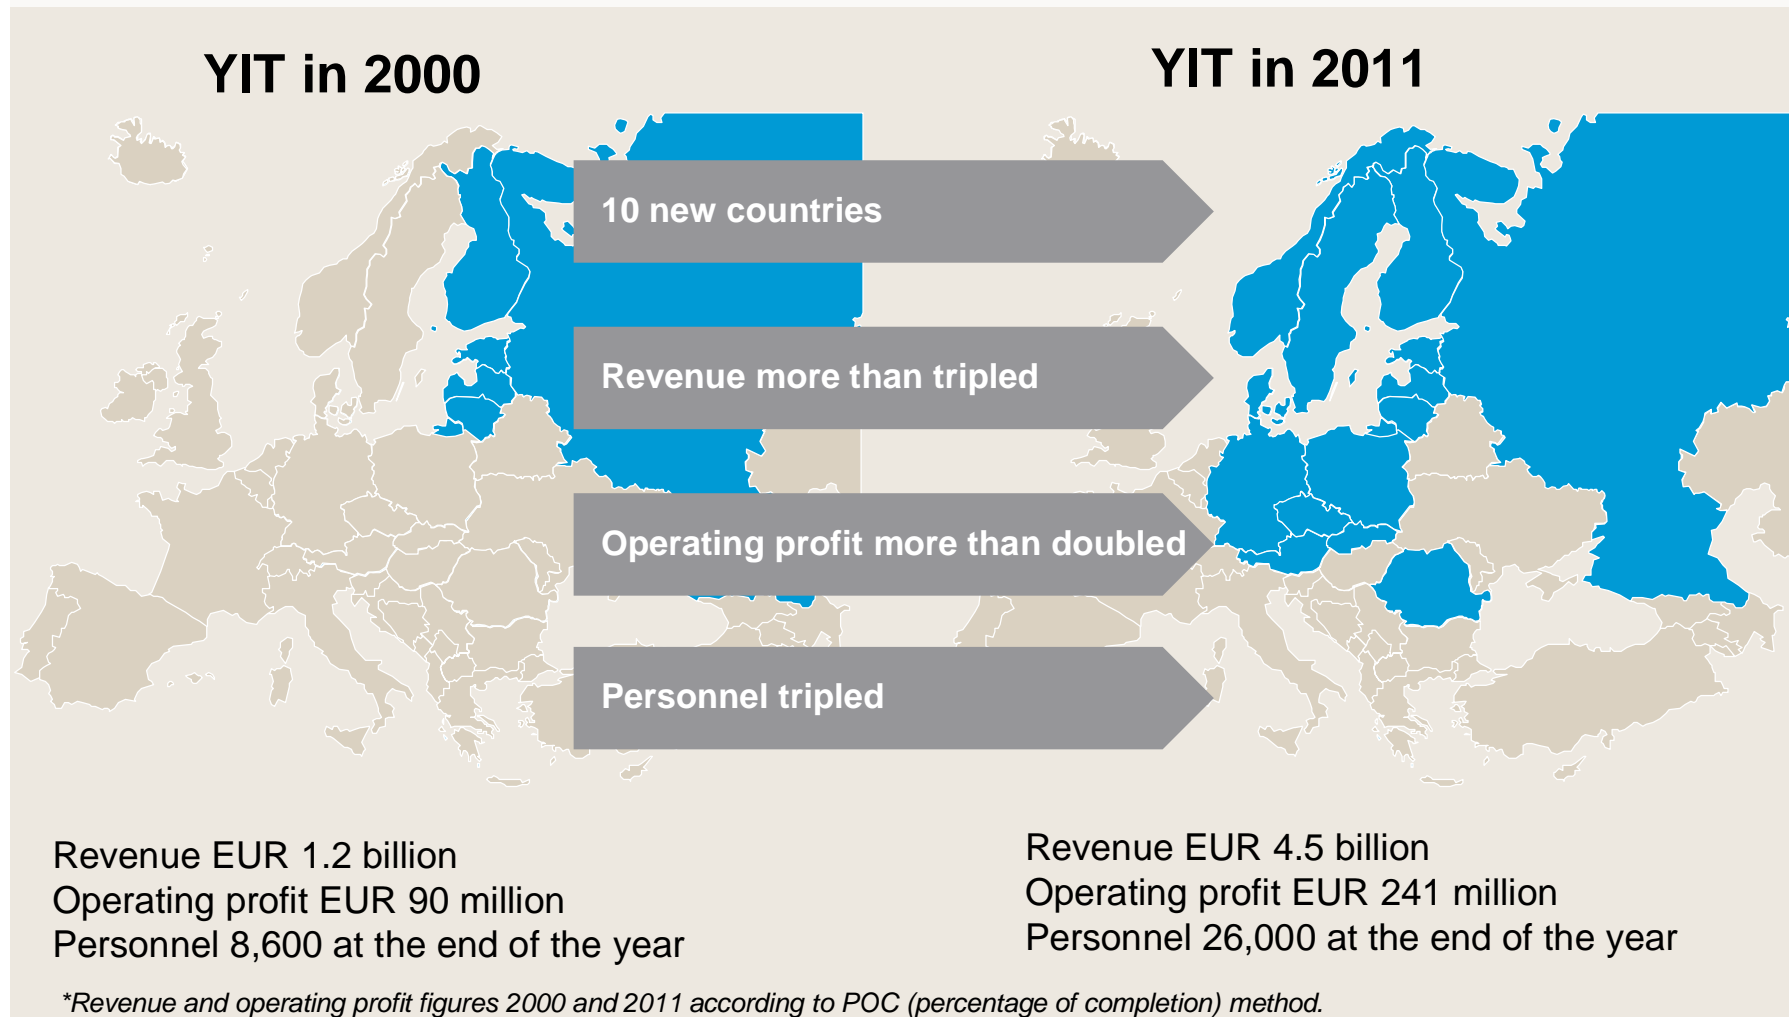 YIT in 2000
YIT in 2011
10 new countries
Revenue more than tripled
Operating profit more than doubled
Personnel tripled
Revenue EUR 1.2 billion
Operating profit EUR 90 million
Personnel 8,600 at the end of the year
Revenue EUR 4.5 billion
Operating profit EUR 241 million
Personnel 26,000 at the end of the year
*Revenue and operating profit figures 2000 and 2011 according to POC (percentage of completion) method.